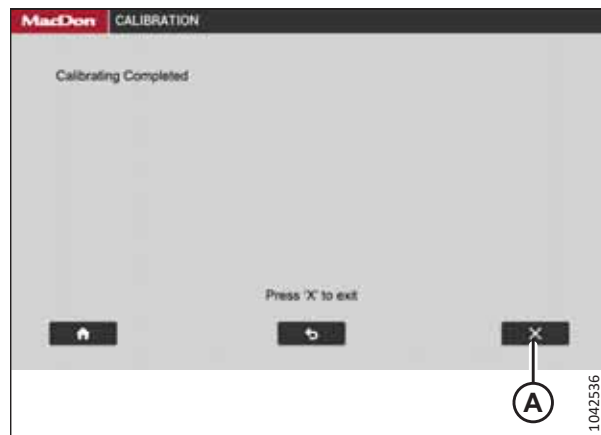 MacDon CALIBRATION
Calibrating Completed
Press 'X' to exit
A
1042536